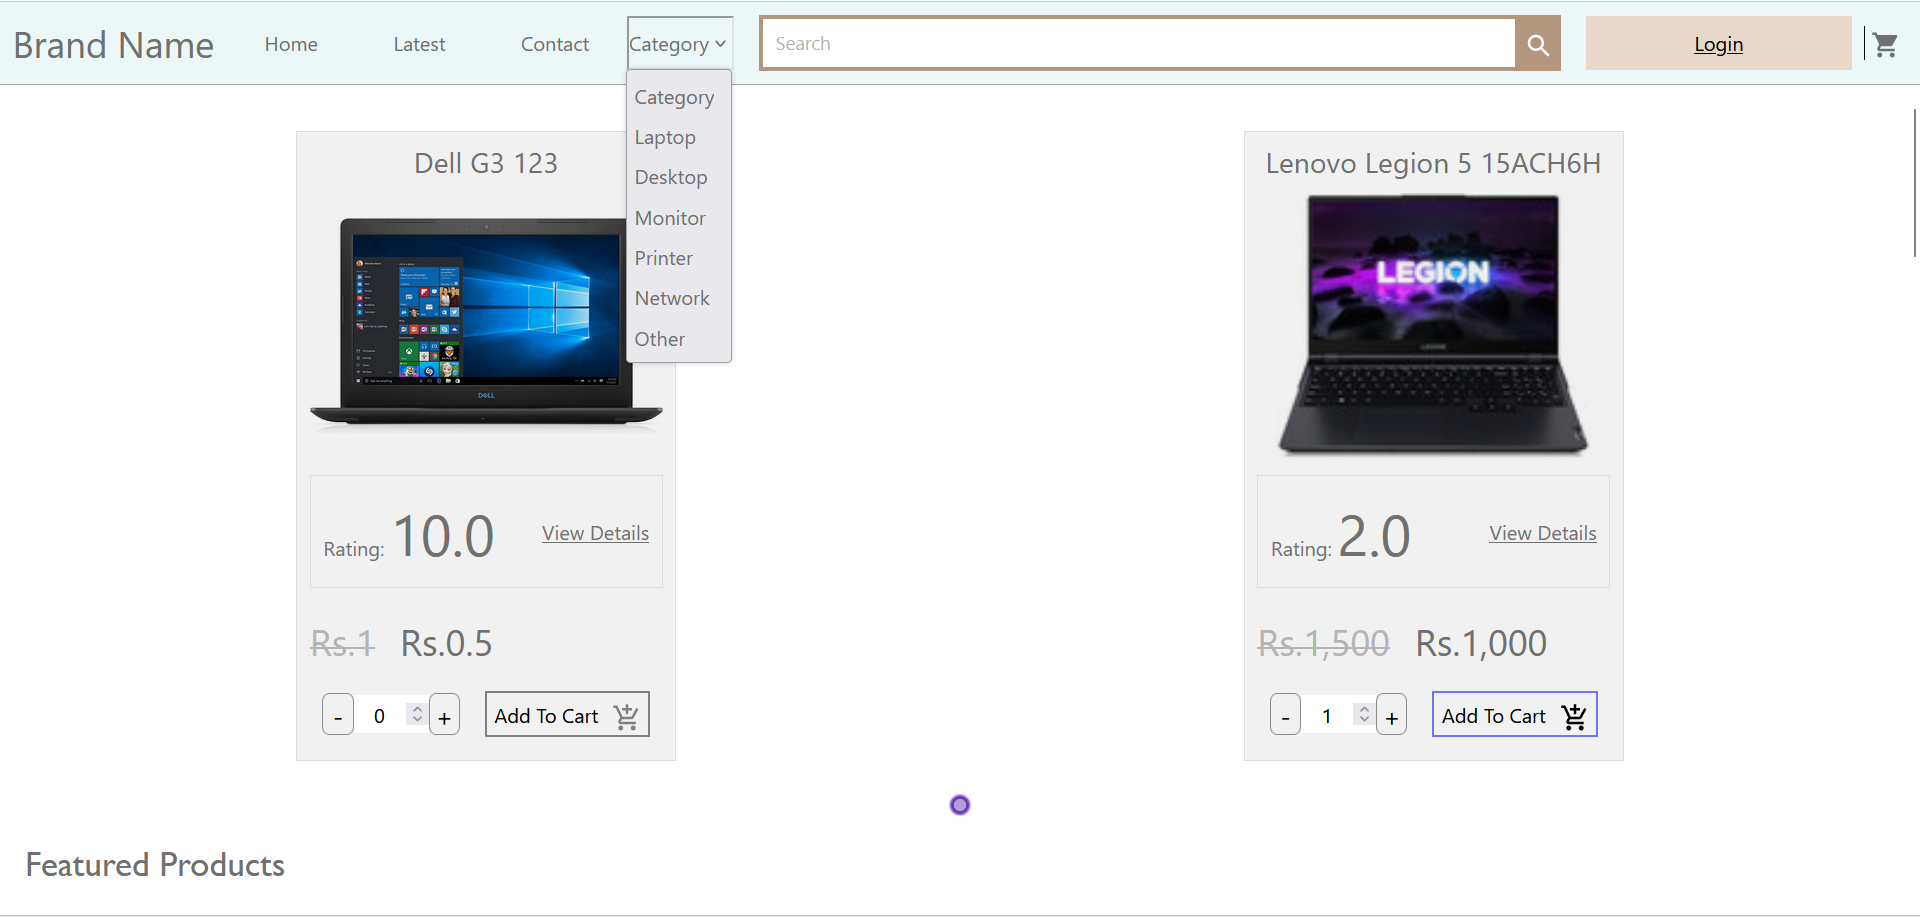 Brand Name Home Latest Contact Category Search Login
Category
Laptop
Desktop
Monitor
Printer
Network
Other
Dell G3 123
DELL
Rating: 10.0 View Details
Rs.1 Rs.0.5
- 0 + Add To Cart
Lenovo Legion 5 15ACH6H
LEGION
Rating: 2.0 View Details
Rs.1,500 Rs.1,000
- 1 + Add To Cart
Featured Products